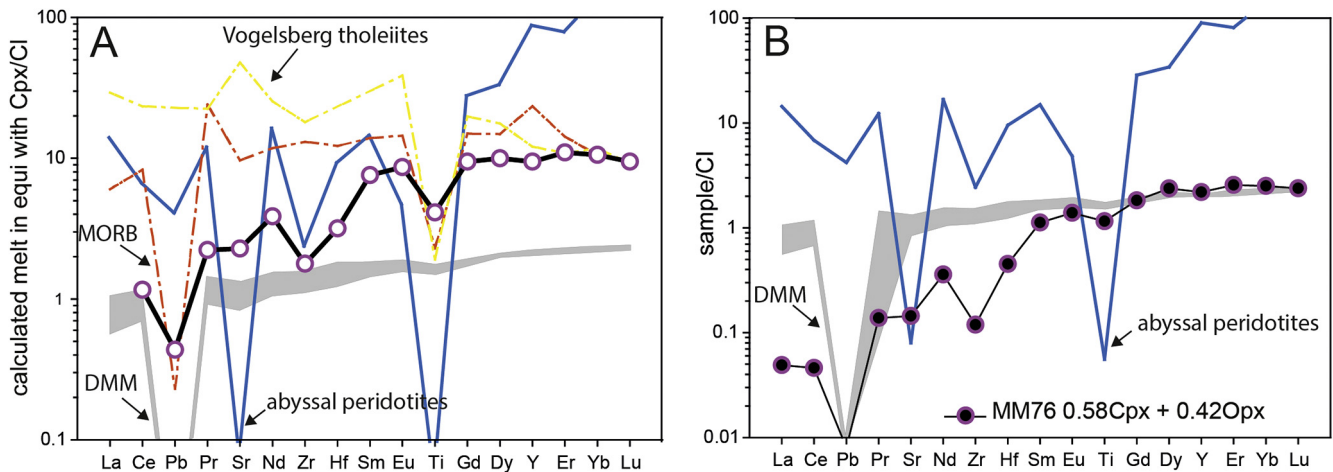 A
calculated melt in equi with Cpx/CI
100
10
1
0.1
Vogelsberg tholeiites
MORB
DMM
abyssal peridotites
La Ce Pb Pr Sr Nd Zr Hf Sm Eu Ti Gd Dy Y Er Yb Lu
B
sample/CI
100
10
1
0.1
0.01
DMM
abyssal peridotites
MM76 0.58Cpx + 0.42Opx
La Ce Pb Pr Sr Nd Zr Hf Sm Eu Ti Gd Dy Y Er Yb Lu